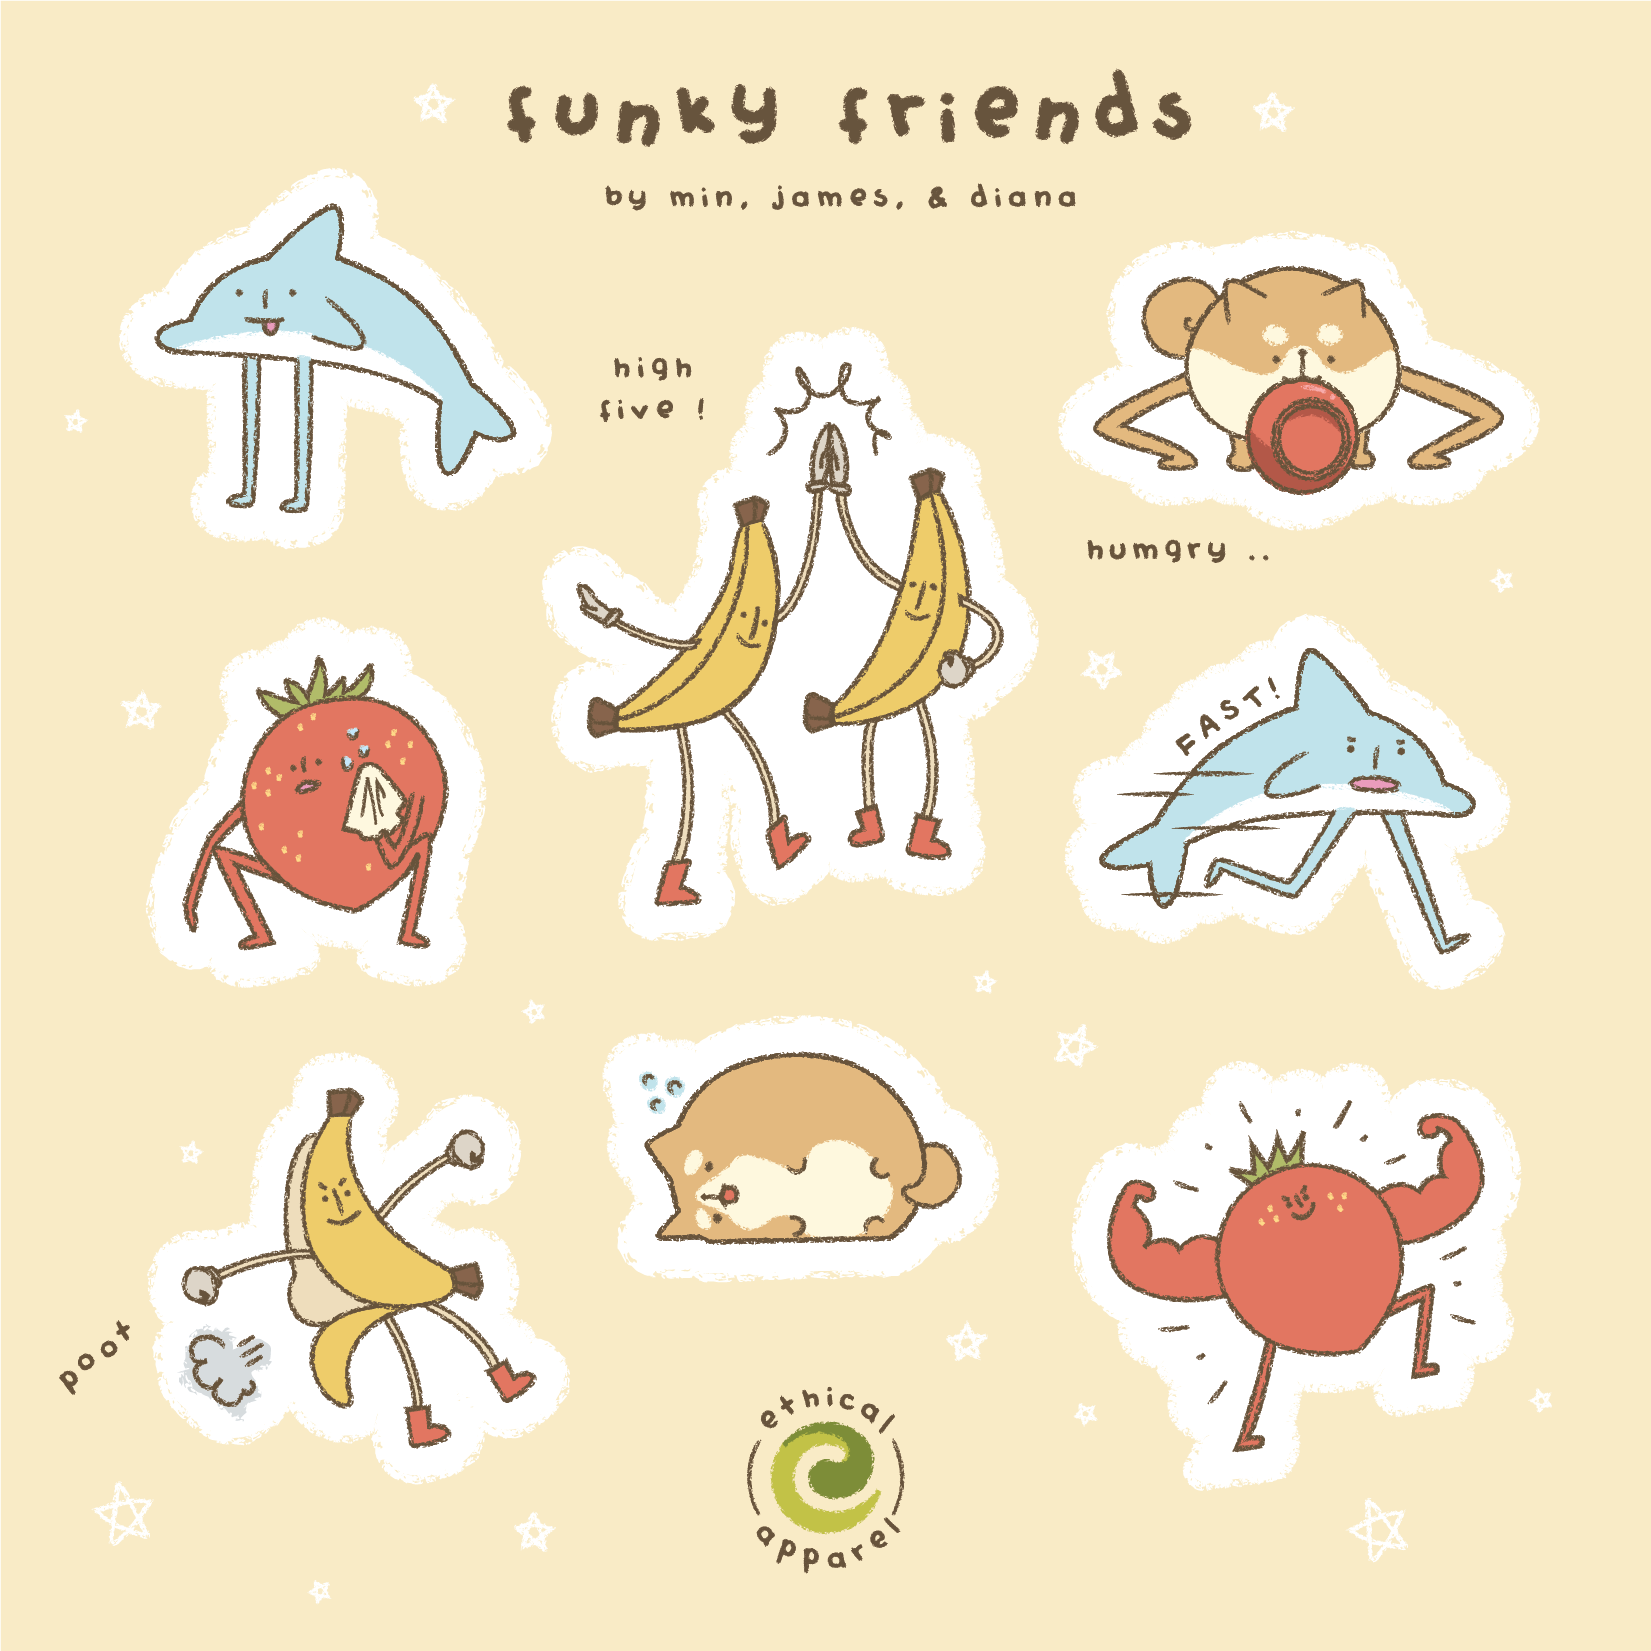 funky friends
by min, james, & diana
high
five !
humgry ..
FAST!
poot
ethical
apparel